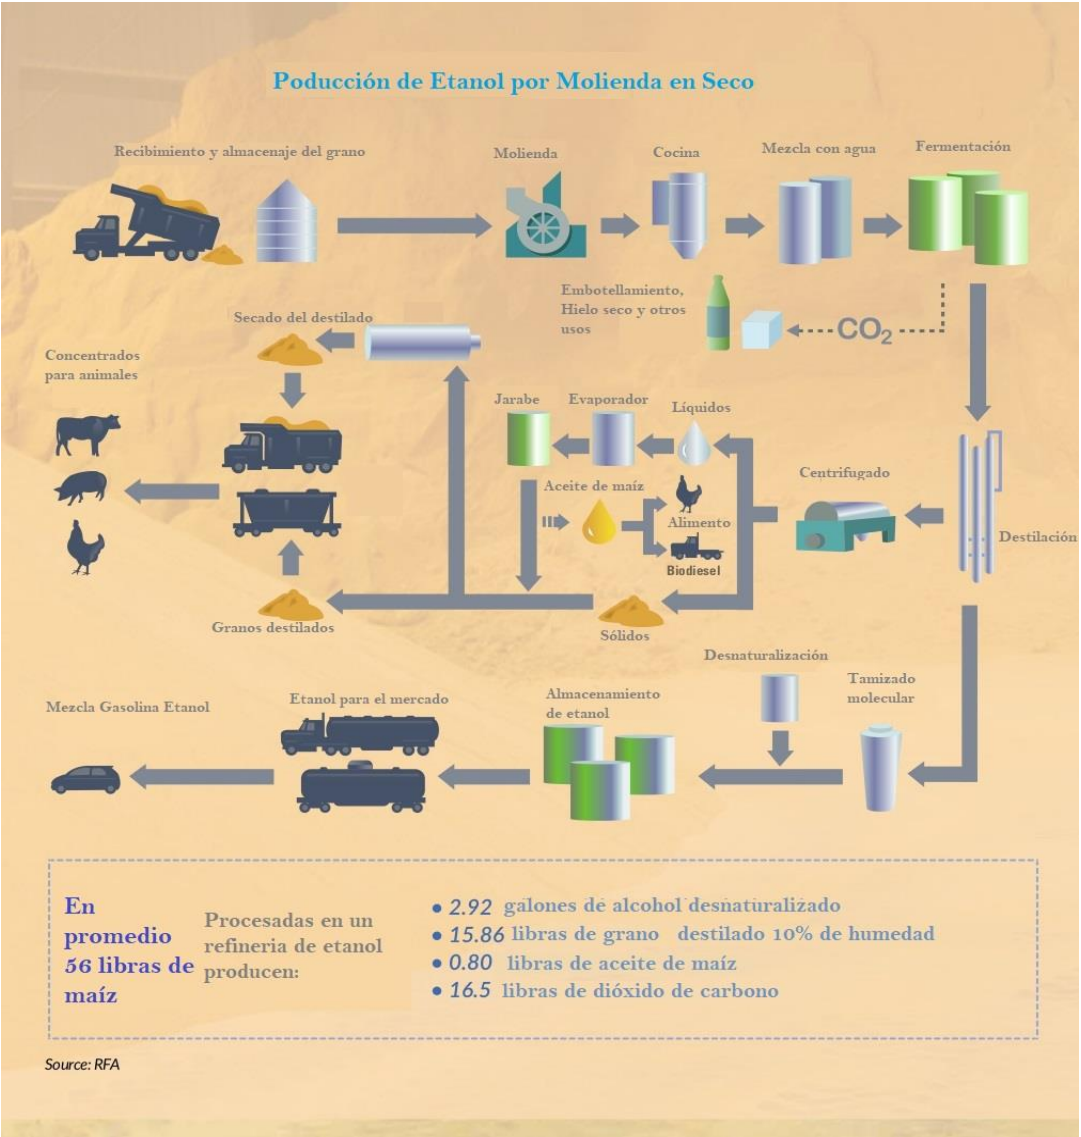 Poducción de Etanol por Molienda en Seco
Recibimiento y almacenaje del grano
Molienda
Cocina
Mezcla con agua
Fermentación
Embotellamiento,
Hielo seco y otros
usos
CO₂
Secado del destilado
Concentrados
para animales
Jarabe
Evaporador
Líquidos
Aceite de maíz
Alimento
Biodiesel
Centrifugado
Destilación
Granos destilados
Sólidos
Desnaturalización
Tamizado
molecular
Almacenamiento
de etanol
Etanol para el mercado
Mezcla Gasolina Etanol
En
promedio
56 libras de
maíz
Procesadas en un
refineria de etanol
producen:
• 2.92 galones de alcohol desnaturalizado
• 15.86 libras de grano destilado 10% de humedad
• 0.80 libras de aceite de maíz
• 16.5 libras de dióxido de carbono
Source: RFA